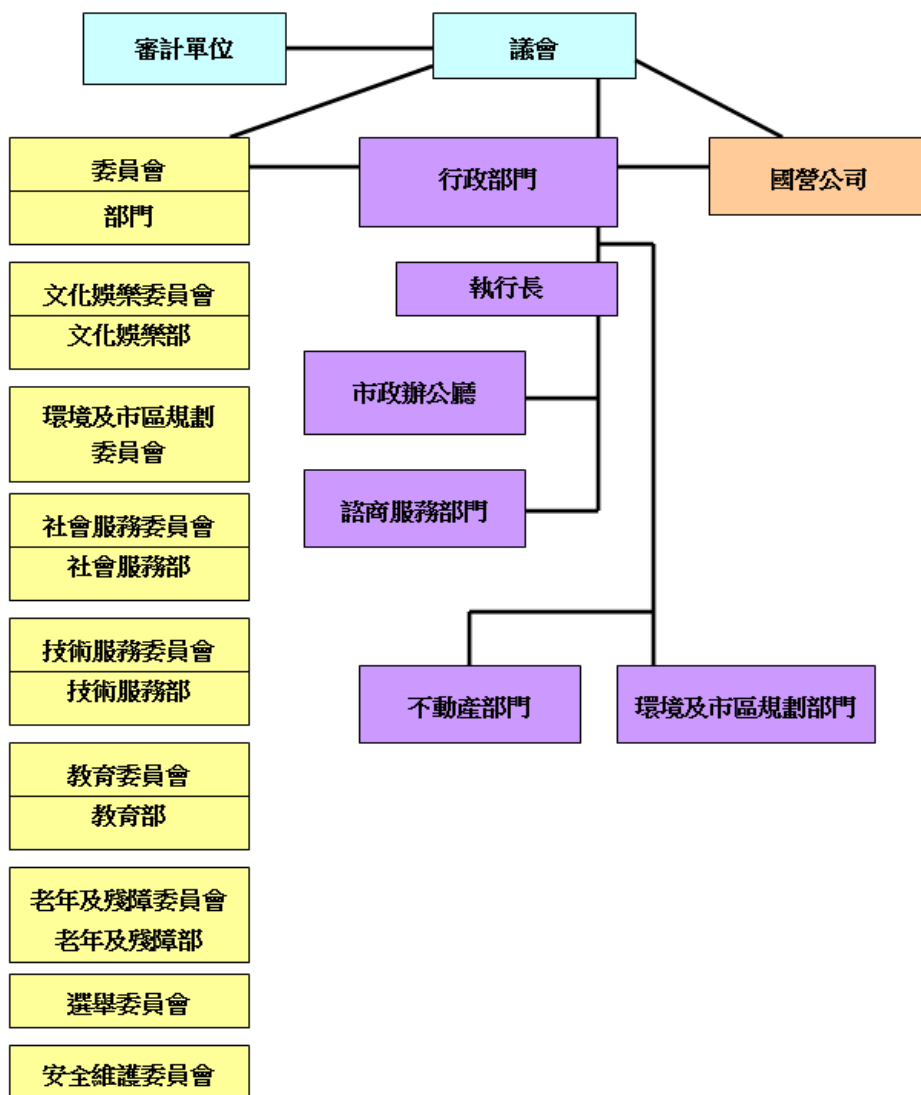 審計單位
議會
委員會
部門
行政部門
國營公司
文化娛樂委員會
文化娛樂部
執行長
市政辦公廳
環境及市區規劃
委員會
諮商服務部門
社會服務委員會
社會服務部
技術服務委員會
技術服務部
不動產部門
環境及市區規劃部門
教育委員會
教育部
老年及殘障委員會
老年及殘障部
選舉委員會
安全維護委員會